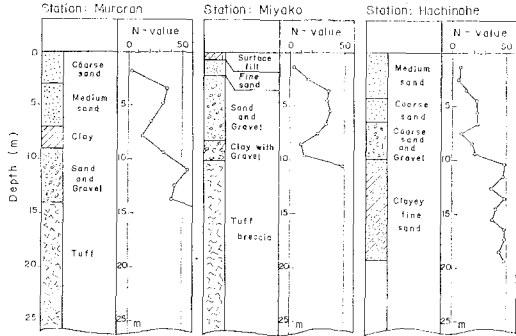 Station: Muroran
N-value
0
50
Depth (m)
0
5
10
15
20
25
Coarse
sand
Medium
sand
Clay
Sand
and
Gravel
Tuff
5
10
15
20
25
m
Station: Miyako
N-value
0
50
Surface
fill
Fine
sand
Sand
and
Gravel
Clay with
Gravel
Tuff
breccia
5
10
15
20
25
m
Station: Hachinohe
N-value
0
50
Medium
sand
Coarse
sand
Coarse
sand and
Gravel
Clayey
fine
sand
5
10
15
20
25
m